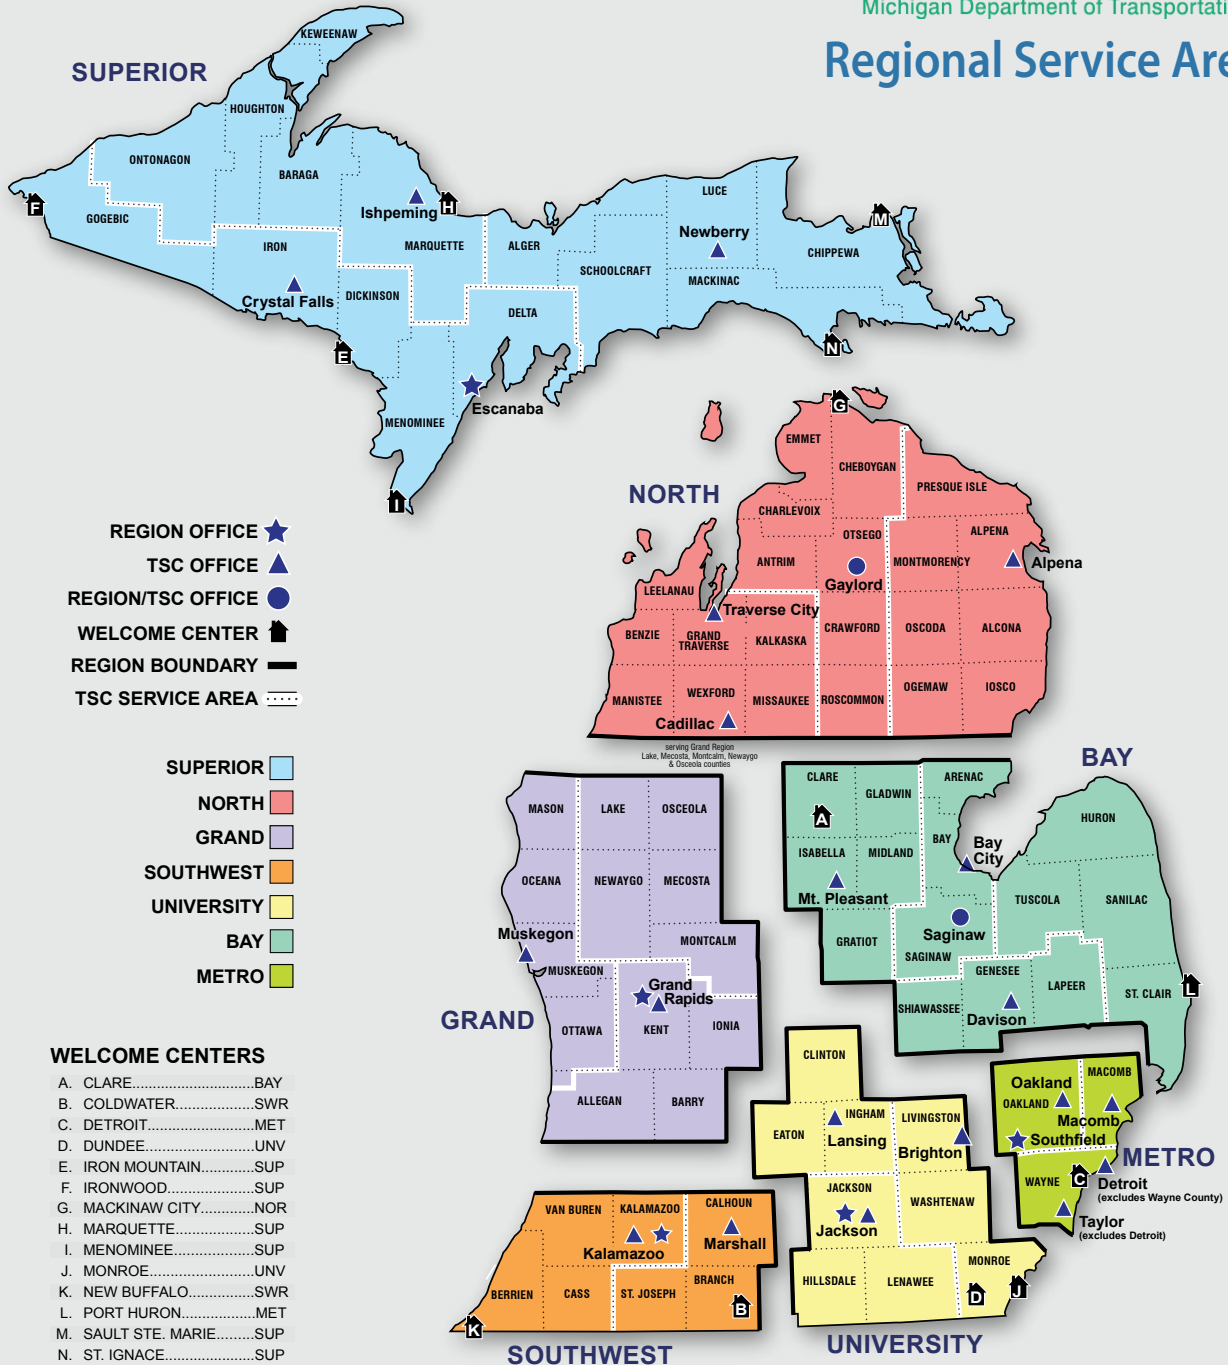 Michigan Department of Transportati
Regional Service Are
SUPERIOR
KEWEENAW
HOUGHTON
ONTONAGON
BARAGA
GOGEBIC
F
Ishpeming
H
MARQUETTE
IRON
Crystal Falls
DICKINSON
E
ALGER
LUCE
Newberry
SCHOOLCRAFT
MACKINAC
CHIPPEWA
M
N
DELTA
Escanaba
MENOMINEE
I
NORTH
G
EMMET
CHEBOYGAN
PRESQUE ISLE
CHARLEVOIX
OTSEGO
ALPENA
ANTRIM
MONTMORENCY
Alpena
Gaylord
LEELANAU
Traverse City
BENZIE
GRAND
TRAVERSE
KALKASKA
CRAWFORD
OSCODA
ALCONA
MANISTEE
WEXFORD
MISSAUKEE
ROSCOMMON
OGEMAW
IOSCO
Cadillac
serving Grand Region
Lake, Mecosta, Montcalm, Newaygo
& Osceola counties
REGION OFFICE
TSC OFFICE
REGION/TSC OFFICE
WELCOME CENTER
REGION BOUNDARY
TSC SERVICE AREA
SUPERIOR
NORTH
GRAND
SOUTHWEST
UNIVERSITY
BAY
METRO
BAY
CLARE
GLADWIN
ARENAC
HURON
A
BAY
Bay
City
ISABELLA
MIDLAND
Mt. Pleasant
TUSCOLA
SANILAC
GRATIOT
Saginaw
SAGINAW
GENESEE
LAPEER
ST. CLAIR
L
SHIAWASSEE
Davison
GRAND
MASON
LAKE
OSCEOLA
OCEANA
NEWAYGO
MECOSTA
Muskegon
MONTCALM
MUSKEGON
Grand
Rapids
OTTAWA
KENT
IONIA
ALLEGAN
BARRY
CLINTON
EATON
INGHAM
Lansing
LIVINGSTON
Brighton
JACKSON
Jackson
WASHTENAW
HILLSDALE
LENAWEE
MONROE
D
J
UNIVERSITY
METRO
Oakland
OAKLAND
MACOMB
Macomb
Southfield
WAYNE
C
Detroit
(excludes Wayne County)
Taylor
(excludes Detroit)
VAN BUREN
KALAMAZOO
CALHOUN
Kalamazoo
Marshall
BERRIEN
CASS
ST. JOSEPH
BRANCH
B
K
SOUTHWEST
WELCOME CENTERS
A. CLARE..............................BAY
B. COLDWATER...................SWR
C. DETROIT..........................MET
D. DUNDEE...........................UNV
E. IRON MOUNTAIN.............SUP
F. IRONWOOD.....................SUP
G. MACKINAW CITY.............NOR
H. MARQUETTE...................SUP
I. MENOMINEE....................SUP
J. MONROE..........................UNV
K. NEW BUFFALO................SWR
L. PORT HURON..................MET
M. SAULT STE. MARIE.........SUP
N. ST. IGNACE......................SUP